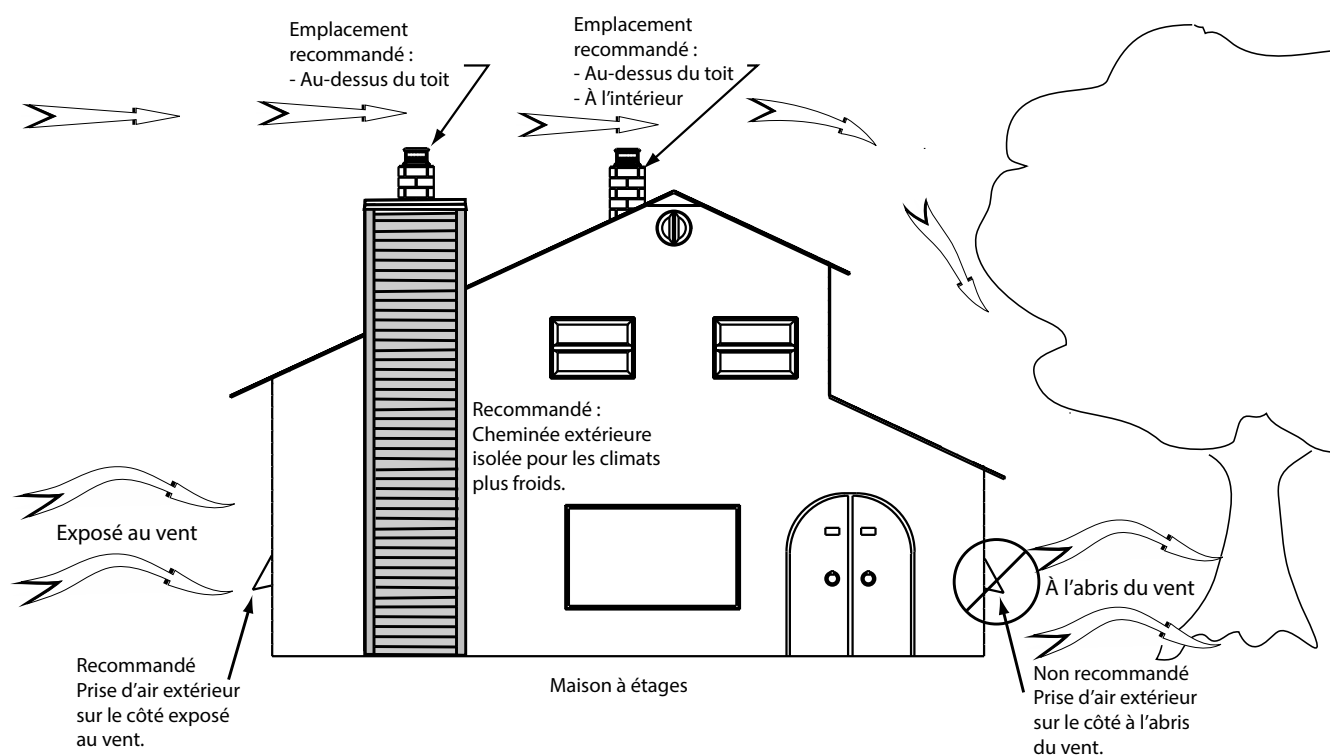 Emplacement
recommandé :
- Au-dessus du toit
Emplacement
recommandé :
- Au-dessus du toit
- À l'intérieur
Recommandé :
Cheminée extérieure
isolée pour les climats
plus froids.
Exposé au vent
À l'abris du vent
Recommandé
Prise d'air extérieur
sur le côté exposé
au vent.
Maison à étages
Non recommandé
Prise d'air extérieur
sur le côté à l'abris
du vent.